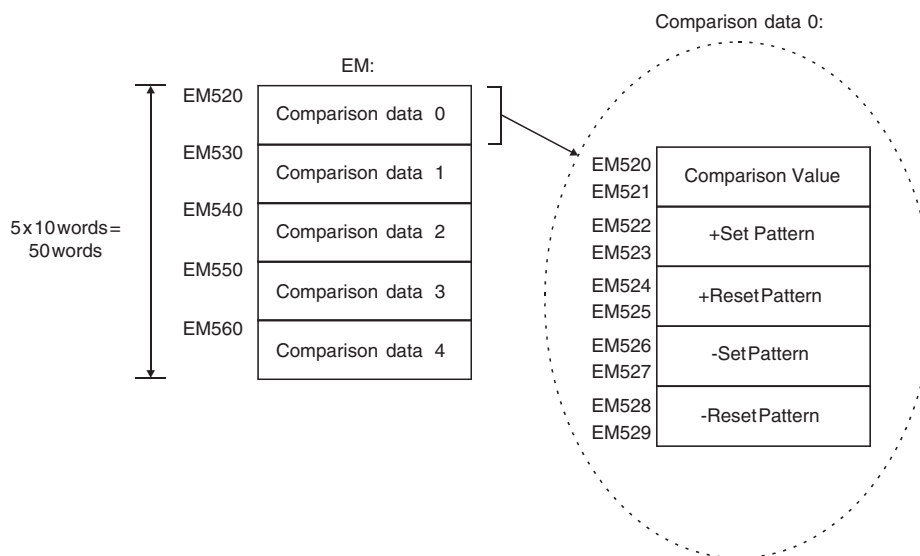 Comparison data 0:
EM:
EM520
Comparison data 0
EM530
Comparison data 1
EM540
Comparison data 2
EM550
Comparison data 3
EM560
Comparison data 4
5x10words=
50words
EM520
EM521
Comparison Value
EM522
EM523
+Set Pattern
EM524
EM525
+ResetPattern
EM526
EM527
-SetPattern
EM528
EM529
-ResetPattern